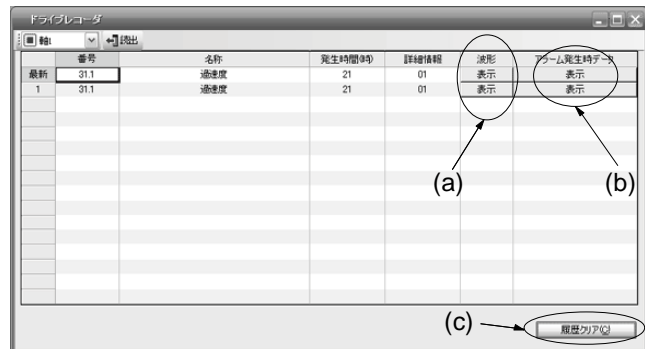 ドライブレコーダ
軸1 読出
番号 名称 発生時間(時) 詳細情報 波形 アラーム発生時データ
最新 31.1 過速度 21 01 表示 表示
1 31.1 過速度 21 01 表示 表示
(a) (b)
(c) 履歴クリア(C)